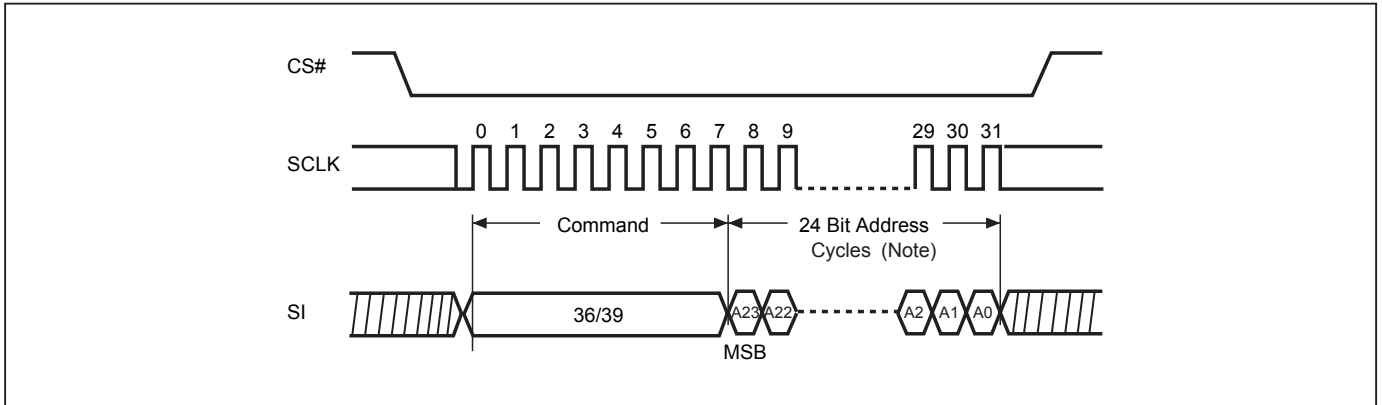 CS#
0 1 2 3 4 5 6 7 8 9 29 30 31
SCLK
Command
24 Bit Address
Cycles (Note)
SI
36/39
A23 A22 A2 A1 A0
MSB